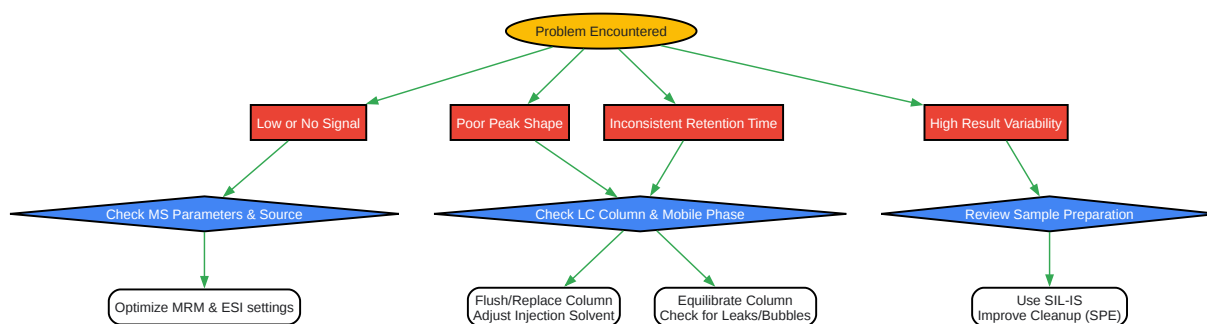 Problem Encountered
Low or No Signal
Poor Peak Shape
Inconsistent Retention Time
High Result Variability
Check MS Parameters & Source
Check LC Column & Mobile Phase
Review Sample Preparation
Optimize MRM & ESI settings
Flush/Replace Column
Adjust Injection Solvent
Equilibrate Column
Check for Leaks/Bubbles
Use SIL-IS
Improve Cleanup (SPE)